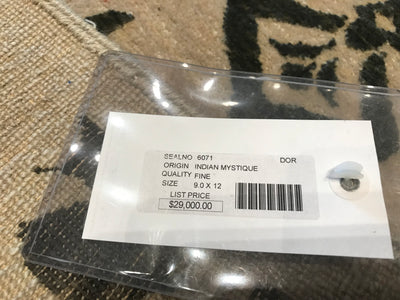 SEALNO 6071 DOR
ORIGIN INDIAN MYSTIQUE
QUALITY FINE
SIZE 9.0 X 12
LIST PRICE
$29,000.00